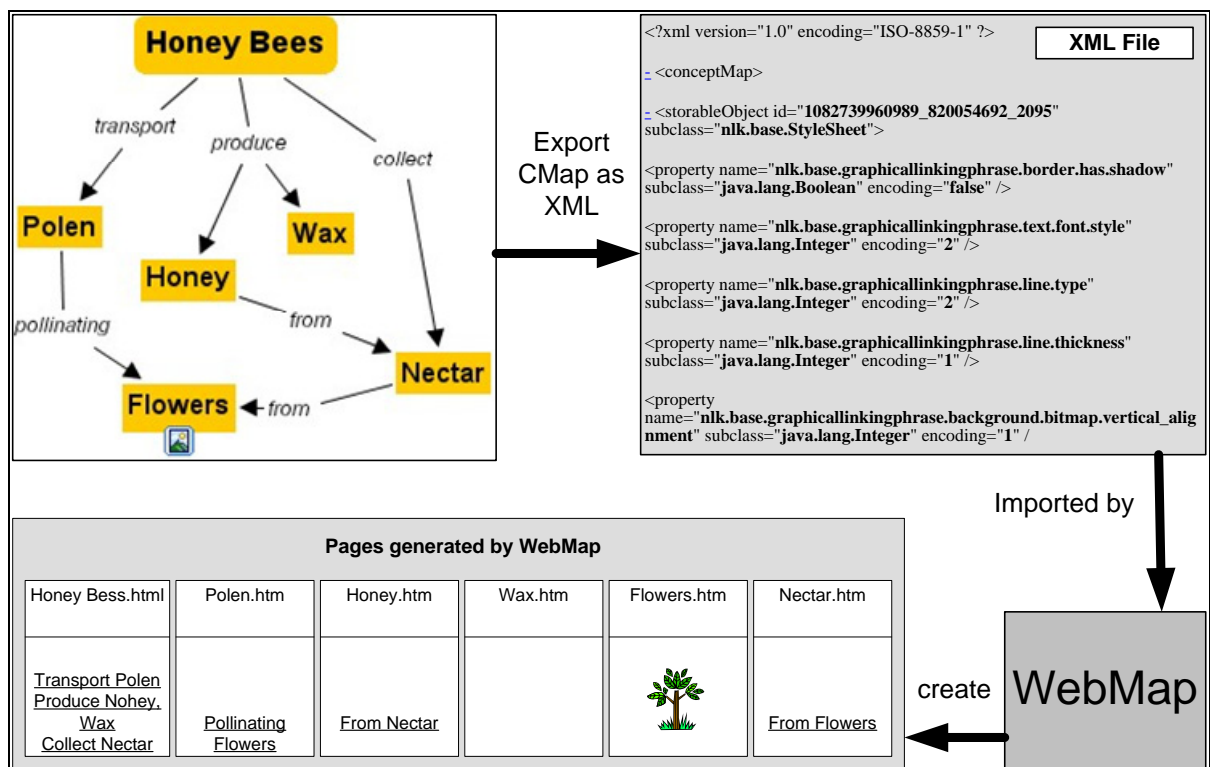 Honey Bees
transport
produce
collect
Polen
Wax
Honey
pollinating
from
Nectar
Flowers
from
Export
CMap as
XML
<?xml version="1.0" encoding="ISO-8859-1" ?>
XML File
- <conceptMap>
- <storableObject id="1082739960989_820054692_2095"
subclass="nlk.base.StyleSheet">
<property name="nlk.base.graphicallinkingphrase.border.has.shadow"
subclass="java.lang.Boolean" encoding="false" />
<property name="nlk.base.graphicallinkingphrase.text.font.style"
subclass="java.lang.Integer" encoding="2" />
<property name="nlk.base.graphicallinkingphrase.line.type"
subclass="java.lang.Integer" encoding="2" />
<property name="nlk.base.graphicallinkingphrase.line.thickness"
subclass="java.lang.Integer" encoding="1" />
<property
name="nlk.base.graphicallinkingphrase.background.bitmap.vertical_alig
nment" subclass="java.lang.Integer" encoding="1" /
Imported by
WebMap
create
Pages generated by WebMap
Honey Bess.html
Transport Polen
Produce Nohey,
Wax
Collect Nectar
Polen.htm
Pollinating
Flowers
Honey.htm
From Nectar
Wax.htm
Flowers.htm
Nectar.htm
From Flowers